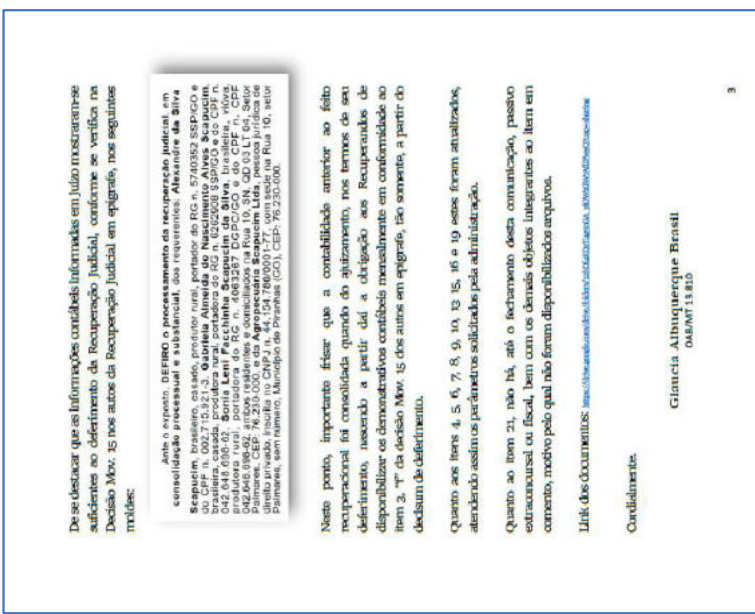 De se destacar que as informações contábeis informadas em juízo mostraram-se
suficientes ao deferimento da Recuperação Judicial, conforme se verifica na
Decisão Mov. 15 nos autos da Recuperação Judicial em epígrafe, nos seguintes
moldes:
Ante o exposto, DEFIRO o processamento da recuperação judicial, em
consolidação processual e substancial, dos requerentes: Alexandre da Silva
Scapucim, brasileiro, casado, produtor rural, portador do RG n. 5740352 SSP/GO e
do CPF n. 002.715.921-3, Gabriela Almeida do Nascimento Alves Scapucim,
brasileira, casada, produtora rural, portadora do RG n. 6262908 SSP/GO e do CPF n.
042.648.698-62, Sonia Leni Facchinha Scapucim da Silva, brasileira, viúva,
produtora rural, portadora do RG n. 4063267 DGPC/GO e do CPF n. CPF
042.648.698-62, ambos residentes e domiciliados na Rua 10, SN, QD 03 LT 04, Setor
Palmares, CEP: 76.230-000, e da Agropecuária Scapucim Ltda, pessoa jurídica de
direito privado, inscrita no CNPJ n. 44.154.786/0001-77, com sede na Rua 10, setor
Palmares, sem número, Município de Piranhas (GO), CEP: 76.230-000.
Neste ponto, importante frisar que a contabilidade anterior ao feito
recuperacional foi consolidada quando do ajuizamento, nos termos de seu
deferimento, nascendo a partir daí a obrigação aos Recuperandos de
disponibilizar os demonstrativos contábeis mensalmente em conformidade ao
item 3, "f" da decisão Mov. 15 dos autos em epígrafe, tão somente, a partir do
decisum de deferimento.
Quanto aos itens 4, 5, 6, 7, 8, 9, 10, 13 15, 16 e 19 estes foram atualizados,
atendendo assim os parâmetros solicitados pela administração.
Quanto ao item 21, não há, até o fechamento desta comunicação, passivo
extraconcursal ou fiscal, bem com os demais objetos integrantes ao item em
comento, motivo pelo qual não foram disponibilizados arquivos.
Link dos documentos:
Cordialmente.
Glaucia Albuquerque Brasil
OAB/MT 13.810
3